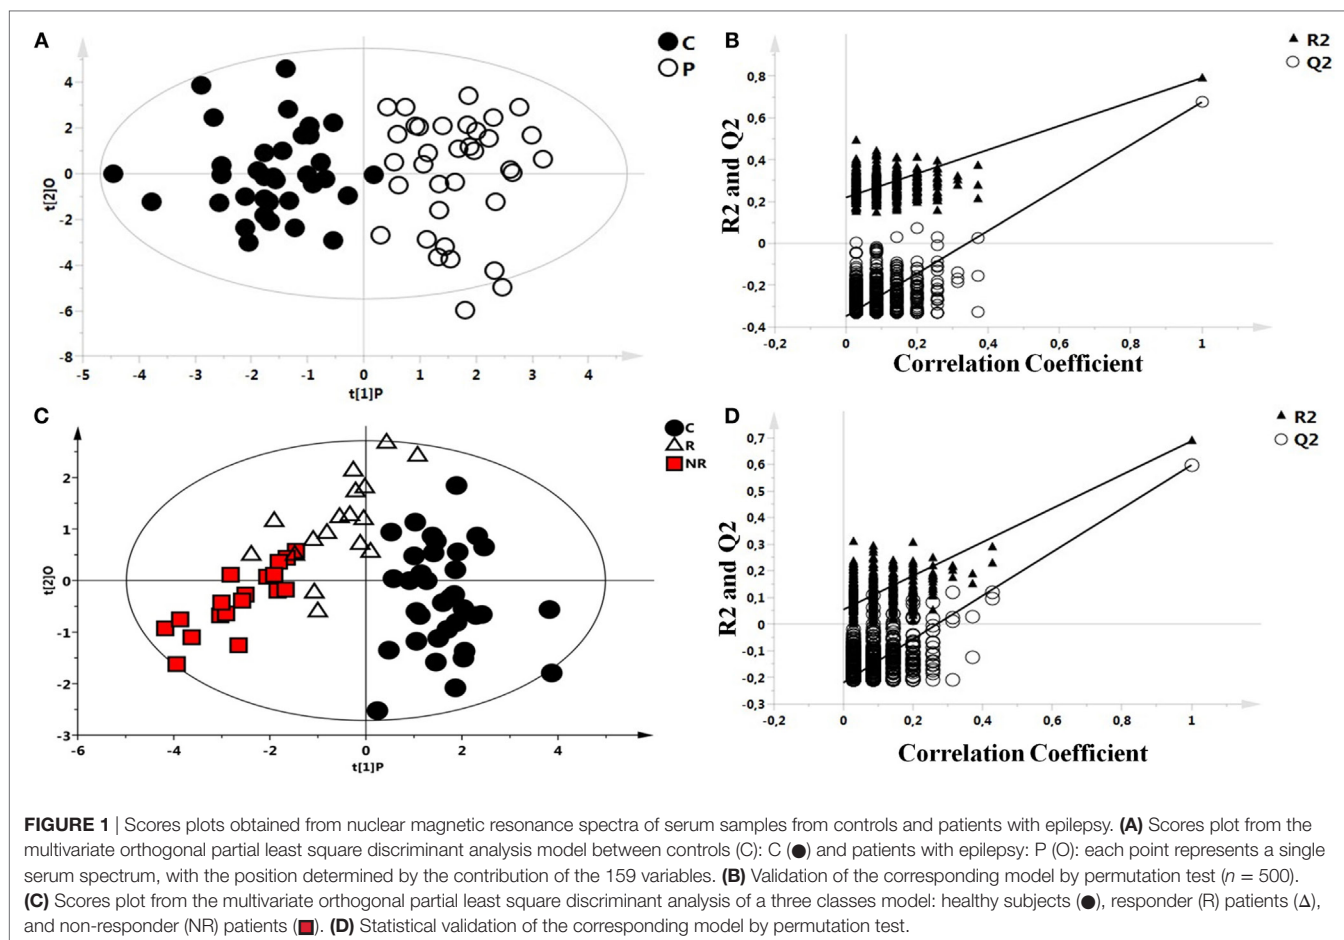 A
C
P
t[2]O
4
2
0
-2
-4
-6
-8
-5
-4
-3
-2
-1
0
1
2
3
4
t[1]P
B
R2
Q2
R2 and Q2
0,8
0,6
0,4
0,2
0
-0,2
-0,4
-0,2
0
0,2
0,4
0,6
0,8
1
Correlation Coefficient
C
C
R
NR
t[2]O
2
1
0
-1
-2
-3
-6
-4
-2
0
2
4
t[1]P
D
R2
Q2
R2 and Q2
0,7
0,6
0,5
0,4
0,3
0,2
0,1
0
-0,1
-0,2
-0,3
-0,2
0
0,2
0,4
0,6
0,8
1
Correlation Coefficient
FIGURE 1 | Scores plots obtained from nuclear magnetic resonance spectra of serum samples from controls and patients with epilepsy. (A) Scores plot from the
multivariate orthogonal partial least square discriminant analysis model between controls (C): C (●) and patients with epilepsy: P (O): each point represents a single
serum spectrum, with the position determined by the contribution of the 159 variables. (B) Validation of the corresponding model by permutation test (n = 500).
(C) Scores plot from the multivariate orthogonal partial least square discriminant analysis of a three classes model: healthy subjects (●), responder (R) patients (Δ),
and non-responder (NR) patients (■). (D) Statistical validation of the corresponding model by permutation test.